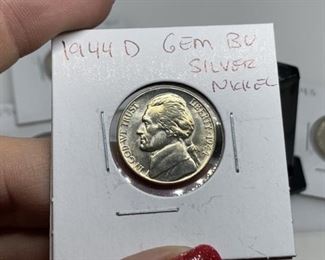 1944 D GEM BU
SILVER
NICKEL
IN GOD WE TRUST
LIBERTY